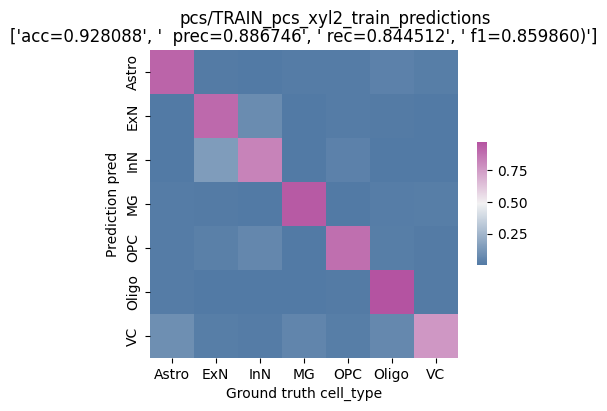 pcs/TRAIN_pcs_xyl2_train_predictions
['acc=0.928088', '  prec=0.886746', ' rec=0.844512', ' f1=0.859860)']
Astro
ExN
InN
MG
OPC
Oligo
VC
Prediction pred
0.75
0.50
0.25
Astro ExN InN MG OPC Oligo VC
Ground truth cell_type